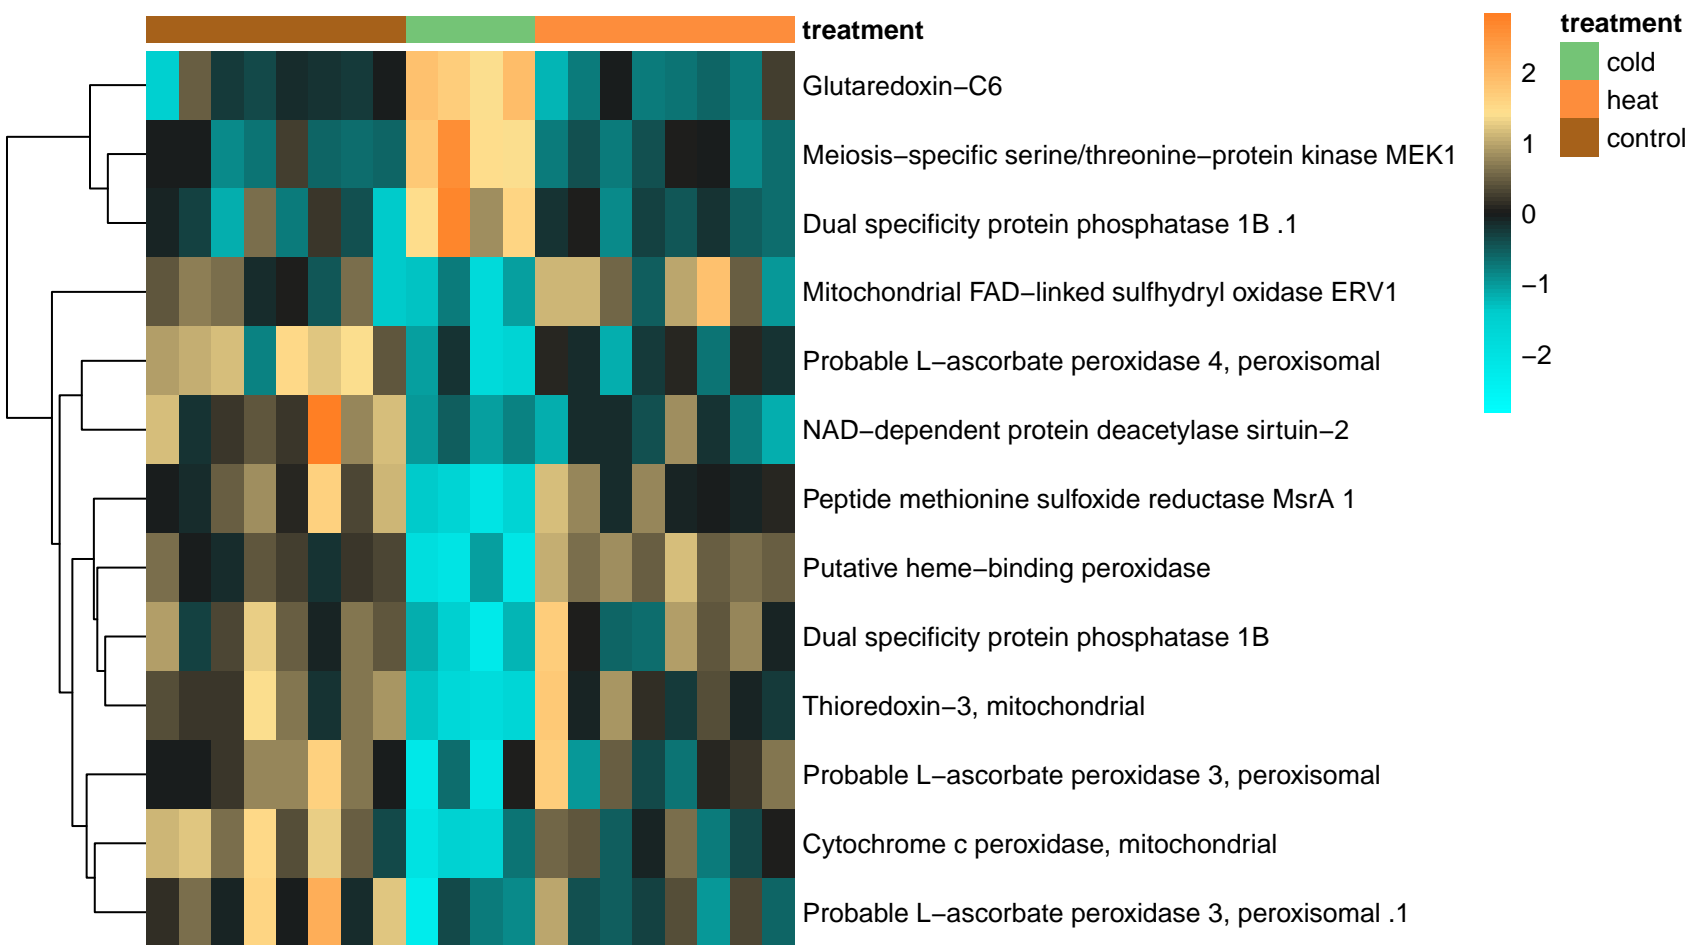 treatment
Glutaredoxin−C6
Meiosis−specific serine/threonine−protein kinase MEK1
Dual specificity protein phosphatase 1B .1
Mitochondrial FAD−linked sulfhydryl oxidase ERV1
Probable L−ascorbate peroxidase 4, peroxisomal
NAD−dependent protein deacetylase sirtuin−2
Peptide methionine sulfoxide reductase MsrA 1
Putative heme−binding peroxidase
Dual specificity protein phosphatase 1B
Thioredoxin−3, mitochondrial
Probable L−ascorbate peroxidase 3, peroxisomal
Cytochrome c peroxidase, mitochondrial
Probable L−ascorbate peroxidase 3, peroxisomal .1
2
1
0
−1
−2
treatment
cold
heat
control